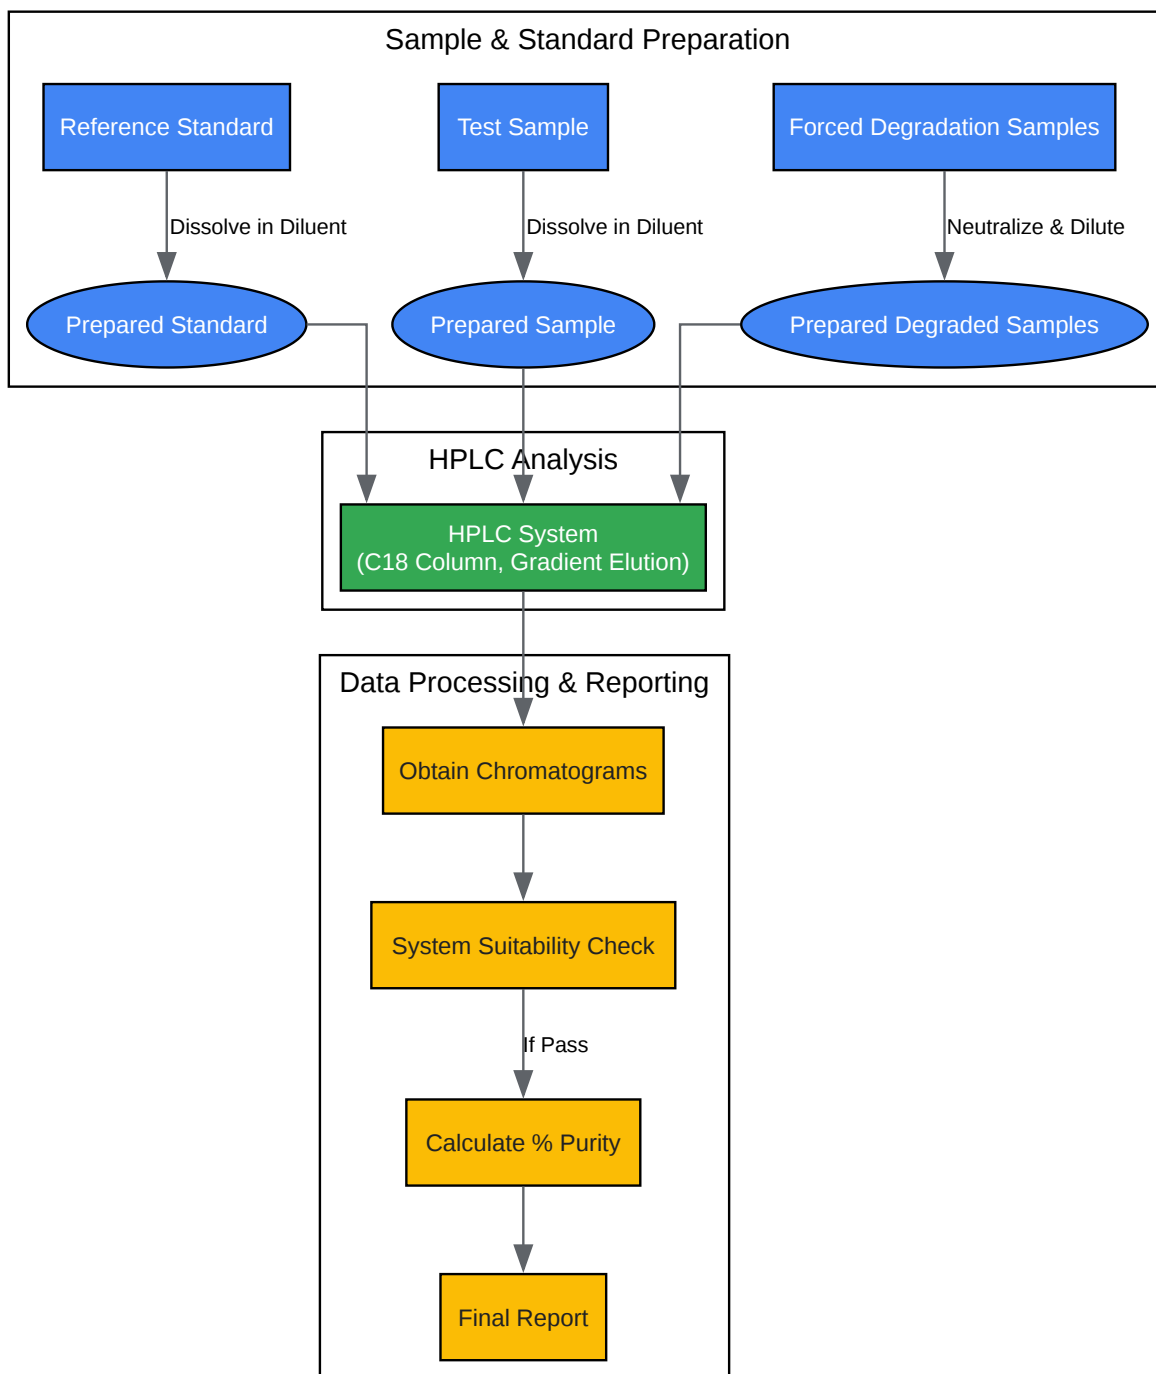 Sample & Standard Preparation
Reference Standard
Test Sample
Forced Degradation Samples
Dissolve in Diluent
Dissolve in Diluent
Neutralize & Dilute
Prepared Standard
Prepared Sample
Prepared Degraded Samples
HPLC Analysis
HPLC System
(C18 Column, Gradient Elution)
Data Processing & Reporting
Obtain Chromatograms
System Suitability Check
If Pass
Calculate % Purity
Final Report